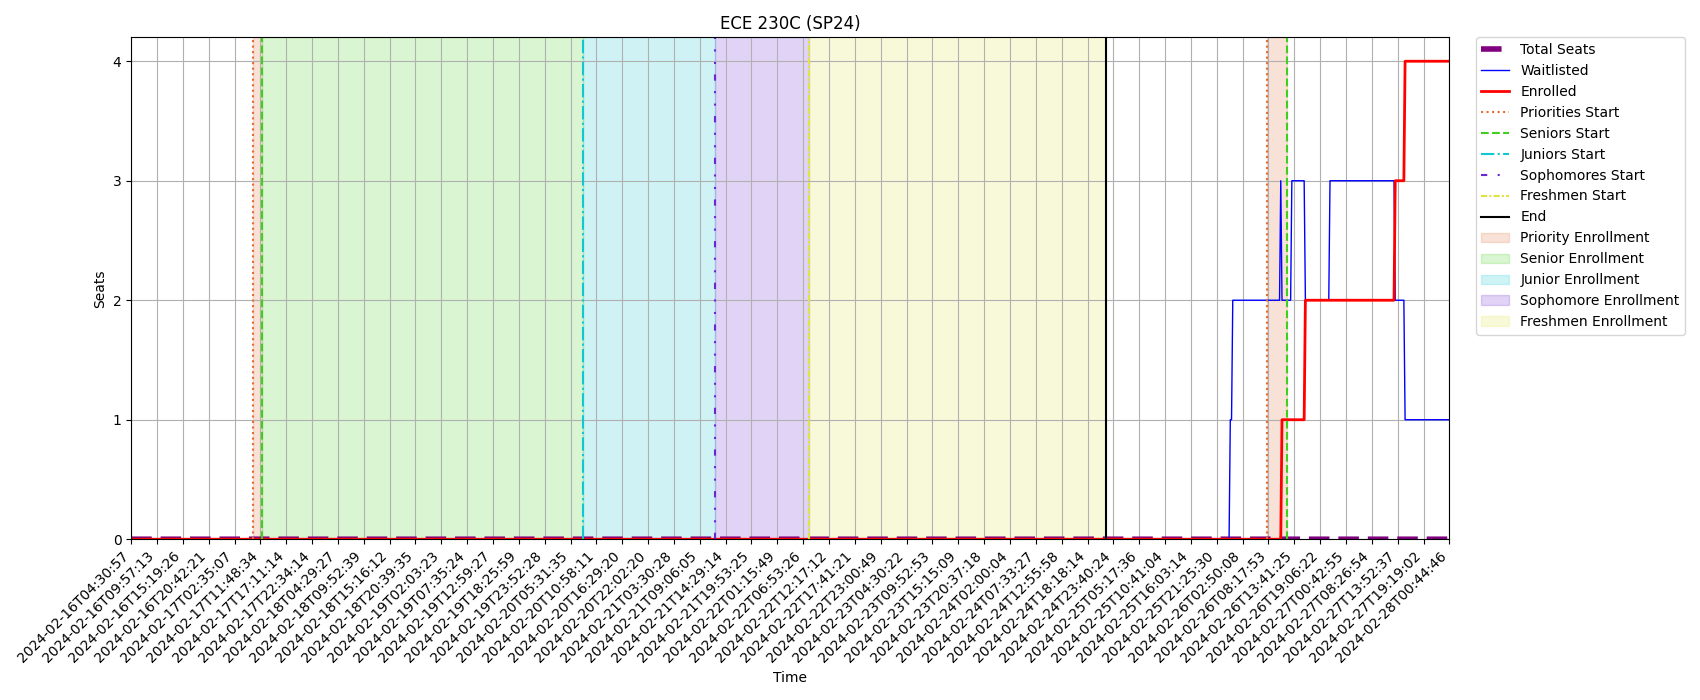 ECE 230C (SP24)
Seats
4
3
2
1
0
2024-02-16T04:30:57
2024-02-16T09:57:13
2024-02-16T15:19:26
2024-02-16T20:42:21
2024-02-17T02:35:07
2024-02-17T11:48:34
2024-02-17T17:11:14
2024-02-17T22:34:14
2024-02-18T04:29:27
2024-02-18T09:52:39
2024-02-18T15:16:12
2024-02-18T20:39:35
2024-02-19T02:03:23
2024-02-19T07:35:24
2024-02-19T12:59:27
2024-02-19T18:25:59
2024-02-19T23:52:28
2024-02-20T05:31:35
2024-02-20T10:58:11
2024-02-20T16:29:20
2024-02-20T22:02:20
2024-02-21T03:30:28
2024-02-21T09:06:05
2024-02-21T14:29:14
2024-02-21T19:53:25
2024-02-22T01:15:49
2024-02-22T06:53:26
2024-02-22T12:17:12
2024-02-22T17:41:21
2024-02-22T23:00:49
2024-02-23T04:30:22
2024-02-23T09:52:53
2024-02-23T15:15:09
2024-02-23T20:37:18
2024-02-24T02:00:04
2024-02-24T07:33:27
2024-02-24T12:55:58
2024-02-24T18:18:14
2024-02-24T23:40:24
2024-02-25T05:17:36
2024-02-25T10:41:04
2024-02-25T16:03:14
2024-02-25T21:25:30
2024-02-26T02:50:08
2024-02-26T08:17:53
2024-02-26T13:41:25
2024-02-26T19:06:22
2024-02-27T00:42:55
2024-02-27T08:26:54
2024-02-27T13:52:37
2024-02-27T19:19:02
2024-02-28T00:44:46
Time
Total Seats
Waitlisted
Enrolled
Priorities Start
Seniors Start
Juniors Start
Sophomores Start
Freshmen Start
End
Priority Enrollment
Senior Enrollment
Junior Enrollment
Sophomore Enrollment
Freshmen Enrollment